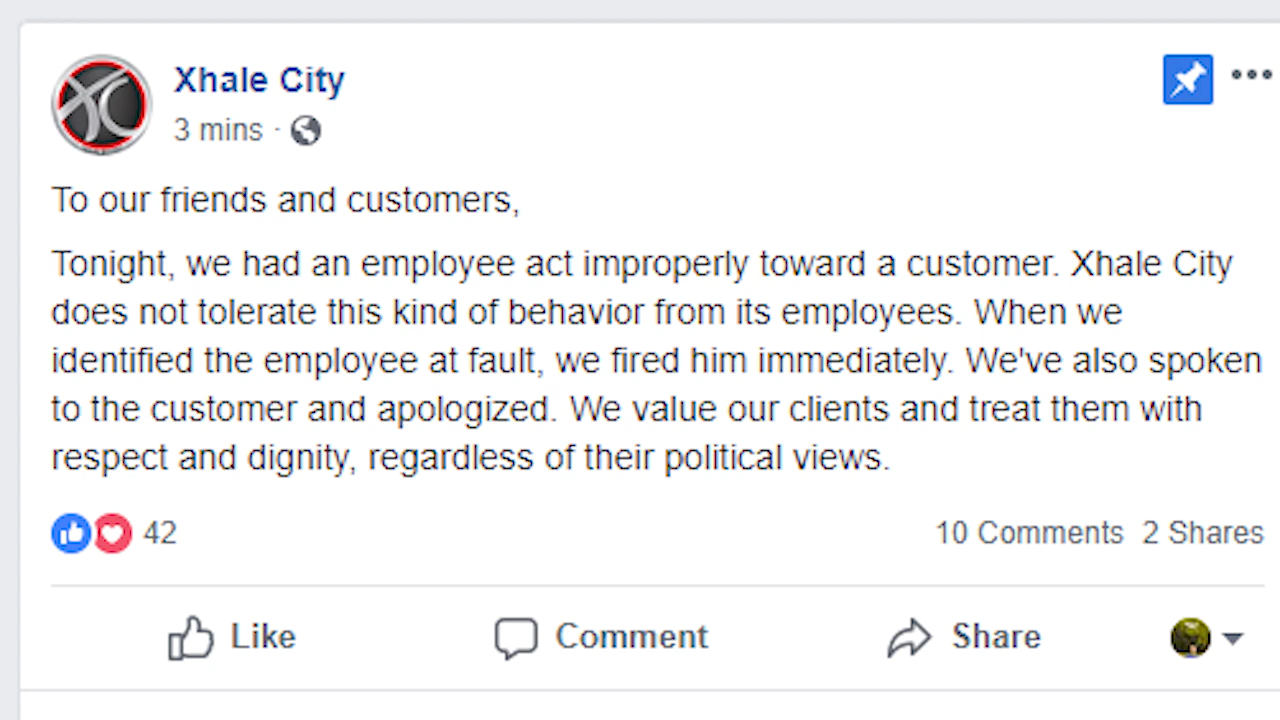 Xhale City
3 mins ·
To our friends and customers,
Tonight, we had an employee act improperly toward a customer. Xhale City
does not tolerate this kind of behavior from its employees. When we
identified the employee at fault, we fired him immediately. We've also spoken
to the customer and apologized. We value our clients and treat them with
respect and dignity, regardless of their political views.
42 10 Comments 2 Shares
Like Comment Share